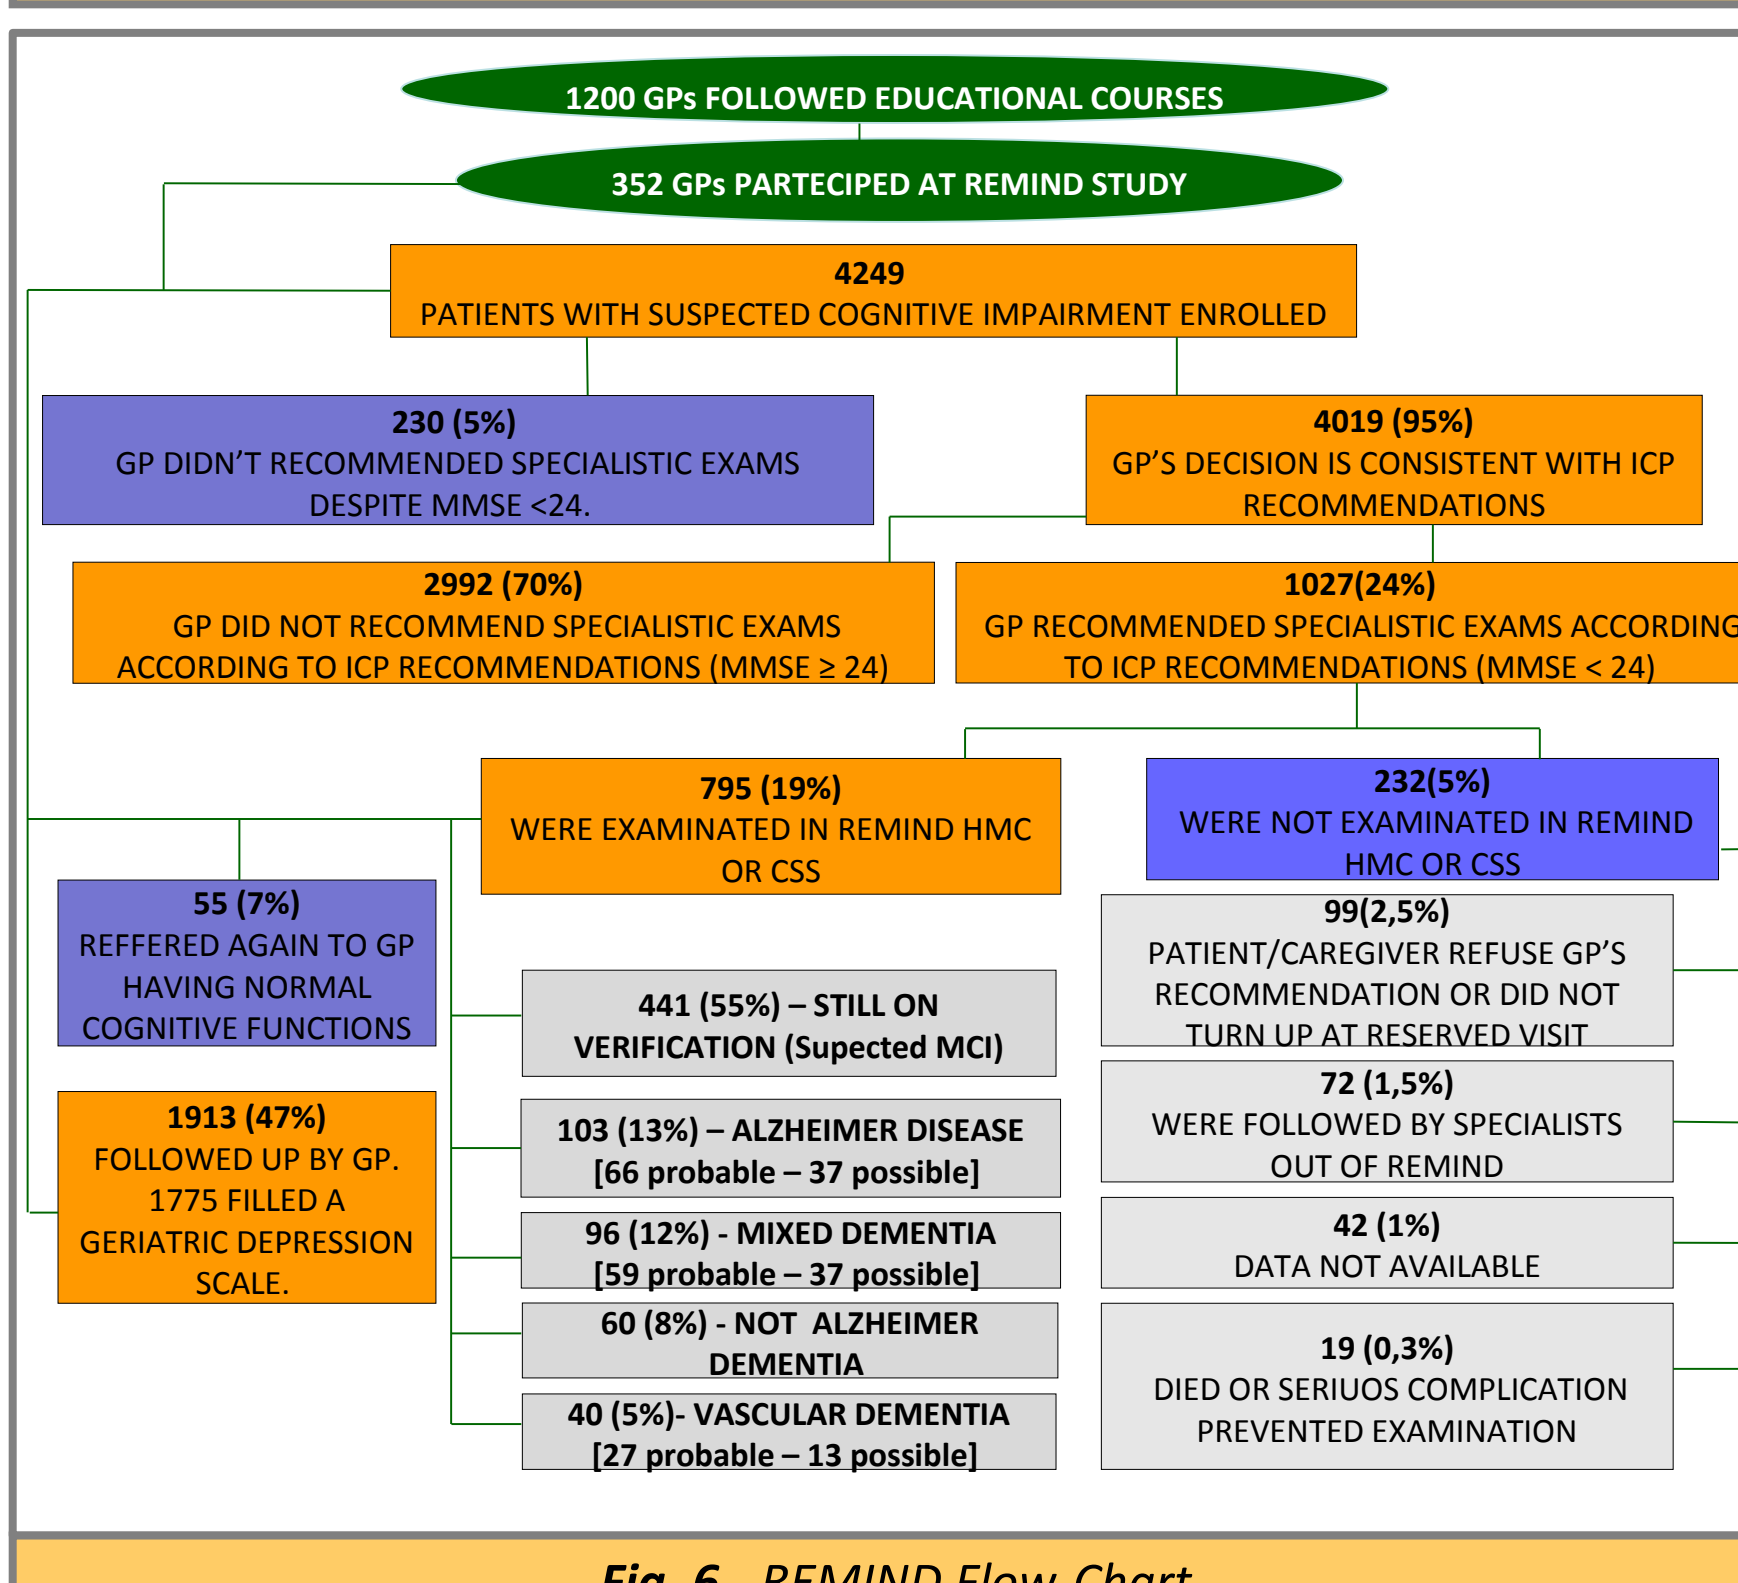 1200 GPs FOLLOWED EDUCATIONAL COURSES
352 GPs PARTECIPED AT REMIND STUDY
4249
PATIENTS WITH SUSPECTED COGNITIVE IMPAIRMENT ENROLLED
230 (5%)
GP DIDN’T RECOMMENDED SPECIALISTIC EXAMS
DESPITE MMSE <24.
4019 (95%)
GP’S DECISION IS CONSISTENT WITH ICP
RECOMMENDATIONS
2992 (70%)
GP DID NOT RECOMMEND SPECIALISTIC EXAMS
ACCORDING TO ICP RECOMMENDATIONS (MMSE ≥ 24)
1027(24%)
GP RECOMMENDED SPECIALISTIC EXAMS ACCORDING
TO ICP RECOMMENDATIONS (MMSE < 24)
795 (19%)
WERE EXAMINATED IN REMIND HMC
OR CSS
232(5%)
WERE NOT EXAMINATED IN REMIND
HMC OR CSS
55 (7%)
REFFERED AGAIN TO GP
HAVING NORMAL
COGNITIVE FUNCTIONS
1913 (47%)
FOLLOWED UP BY GP.
1775 FILLED A
GERIATRIC DEPRESSION
SCALE.
441 (55%) – STILL ON
VERIFICATION (Supected MCI)
103 (13%) – ALZHEIMER DISEASE
[66 probable – 37 possible]
96 (12%) - MIXED DEMENTIA
[59 probable – 37 possible]
60 (8%) - NOT ALZHEIMER
DEMENTIA
40 (5%)- VASCULAR DEMENTIA
[27 probable – 13 possible]
99(2,5%)
PATIENT/CAREGIVER REFUSE GP’S
RECOMMENDATION OR DID NOT
TURN UP AT RESERVED VISIT
72 (1,5%)
WERE FOLLOWED BY SPECIALISTS
OUT OF REMIND
42 (1%)
DATA NOT AVAILABLE
19 (0,3%)
DIED OR SERIUOS COMPLICATION
PREVENTED EXAMINATION
Fig. 6 - REMIND Flow-Chart